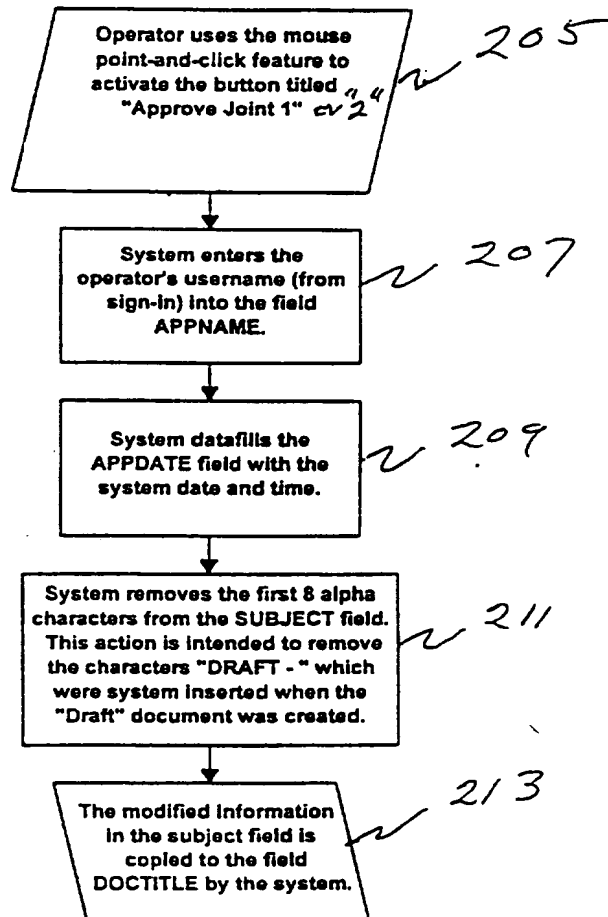 Operator uses the mouse
point-and-click feature to
activate the button titled
"Approve Joint 1" or "2"
205
System enters the
operator's username (from
sign-in) into the field
APPNAME.
207
System datafills the
APPDATE field with the
system date and time.
209
System removes the first 8 alpha
characters from the SUBJECT field.
This action is intended to remove
the characters "DRAFT - " which
were system inserted when the
"Draft" document was created.
211
The modified information
in the subject field is
copied to the field
DOCTITLE by the system.
213